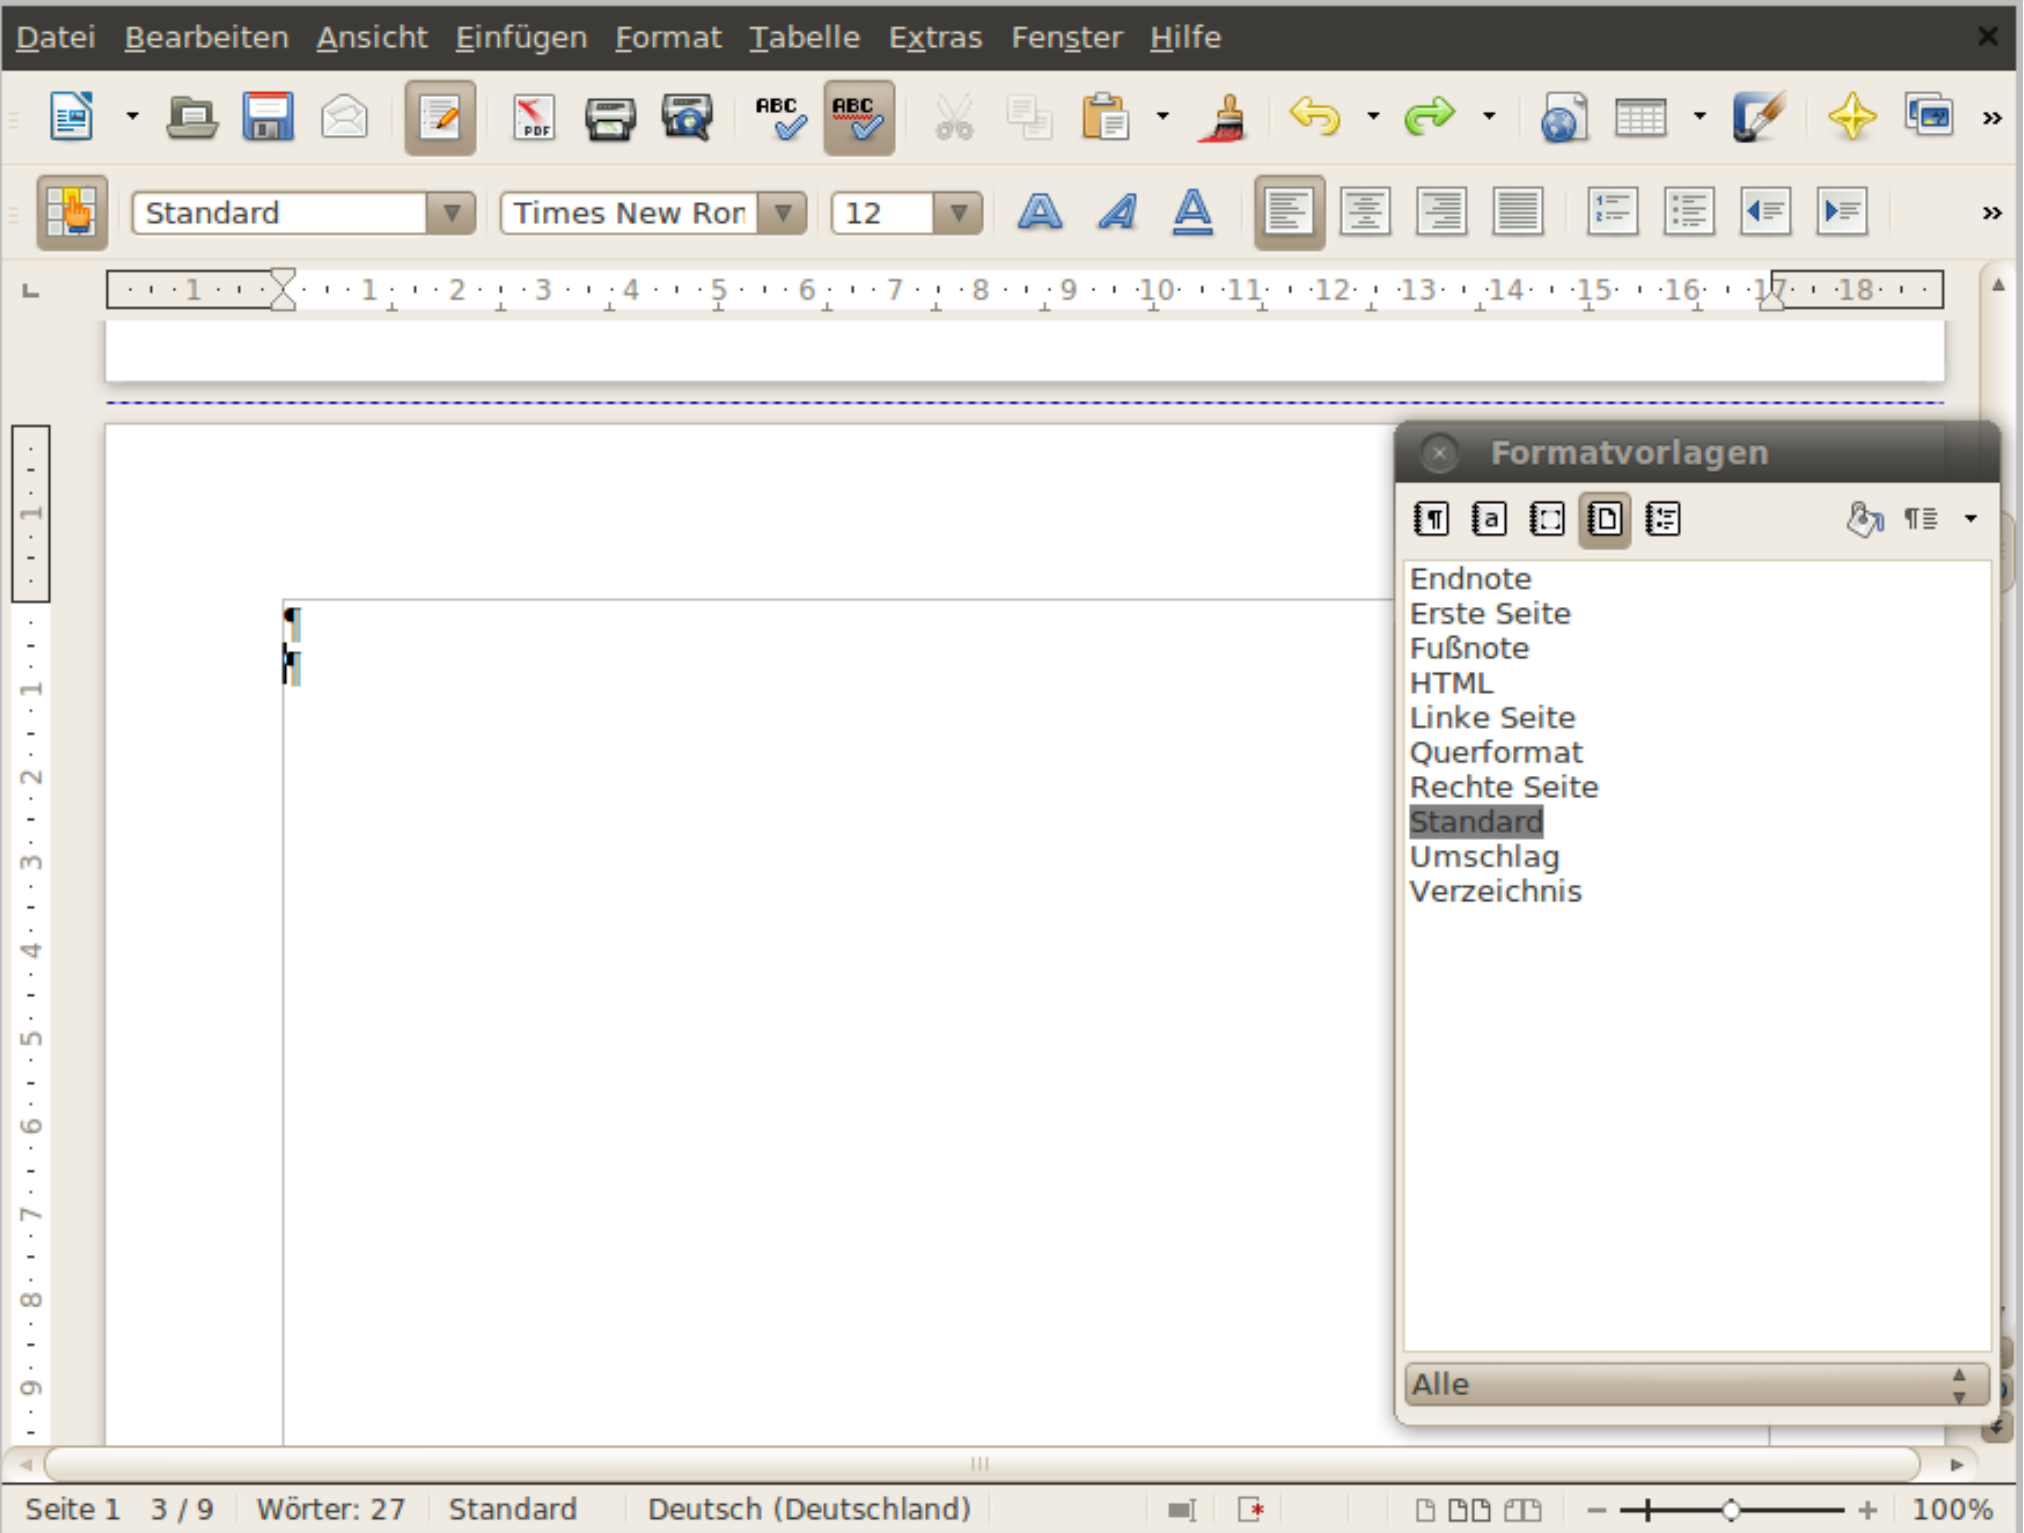 Datei Bearbeiten Ansicht Einfügen Format Tabelle Extras Fenster Hilfe
PDF ABC ABC
Standard Times New Ron 12
1 1 2 3 4 5 6 7 8 9 10 11 12 13 14 15 16 17 18
Formatvorlagen
Endnote
Erste Seite
Fußnote
HTML
Linke Seite
Querformat
Rechte Seite
Standard
Umschlag
Verzeichnis
Alle
¶
¶
1
1
2
3
4
5
6
7
8
9
Seite 1 3 / 9 Wörter: 27 Standard Deutsch (Deutschland) 100%